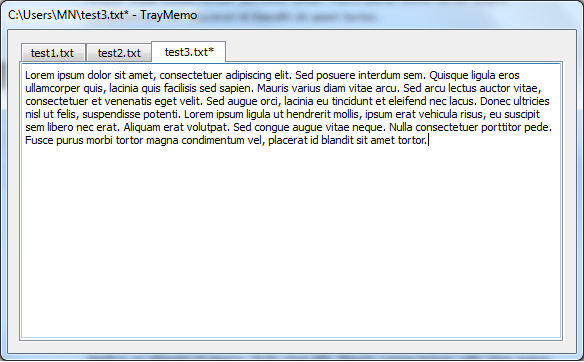 C:\Users\MN\test3.txt* - TrayMemo
test1.txt test2.txt test3.txt*
Lorem ipsum dolor sit amet, consectetuer adipiscing elit. Sed posuere interdum sem. Quisque ligula eros
ullamcorper quis, lacinia quis facilisis sed sapien. Mauris varius diam vitae arcu. Sed arcu lectus auctor vitae,
consectetuer et venenatis eget velit. Sed augue orci, lacinia eu tincidunt et eleifend nec lacus. Donec ultricies
nisl ut felis, suspendisse potenti. Lorem ipsum ligula ut hendrerit mollis, ipsum erat vehicula risus, eu suscipit
sem libero nec erat. Aliquam erat volutpat. Sed congue augue vitae neque. Nulla consectetuer porttitor pede.
Fusce purus morbi tortor magna condimentum vel, placerat id blandit sit amet tortor.